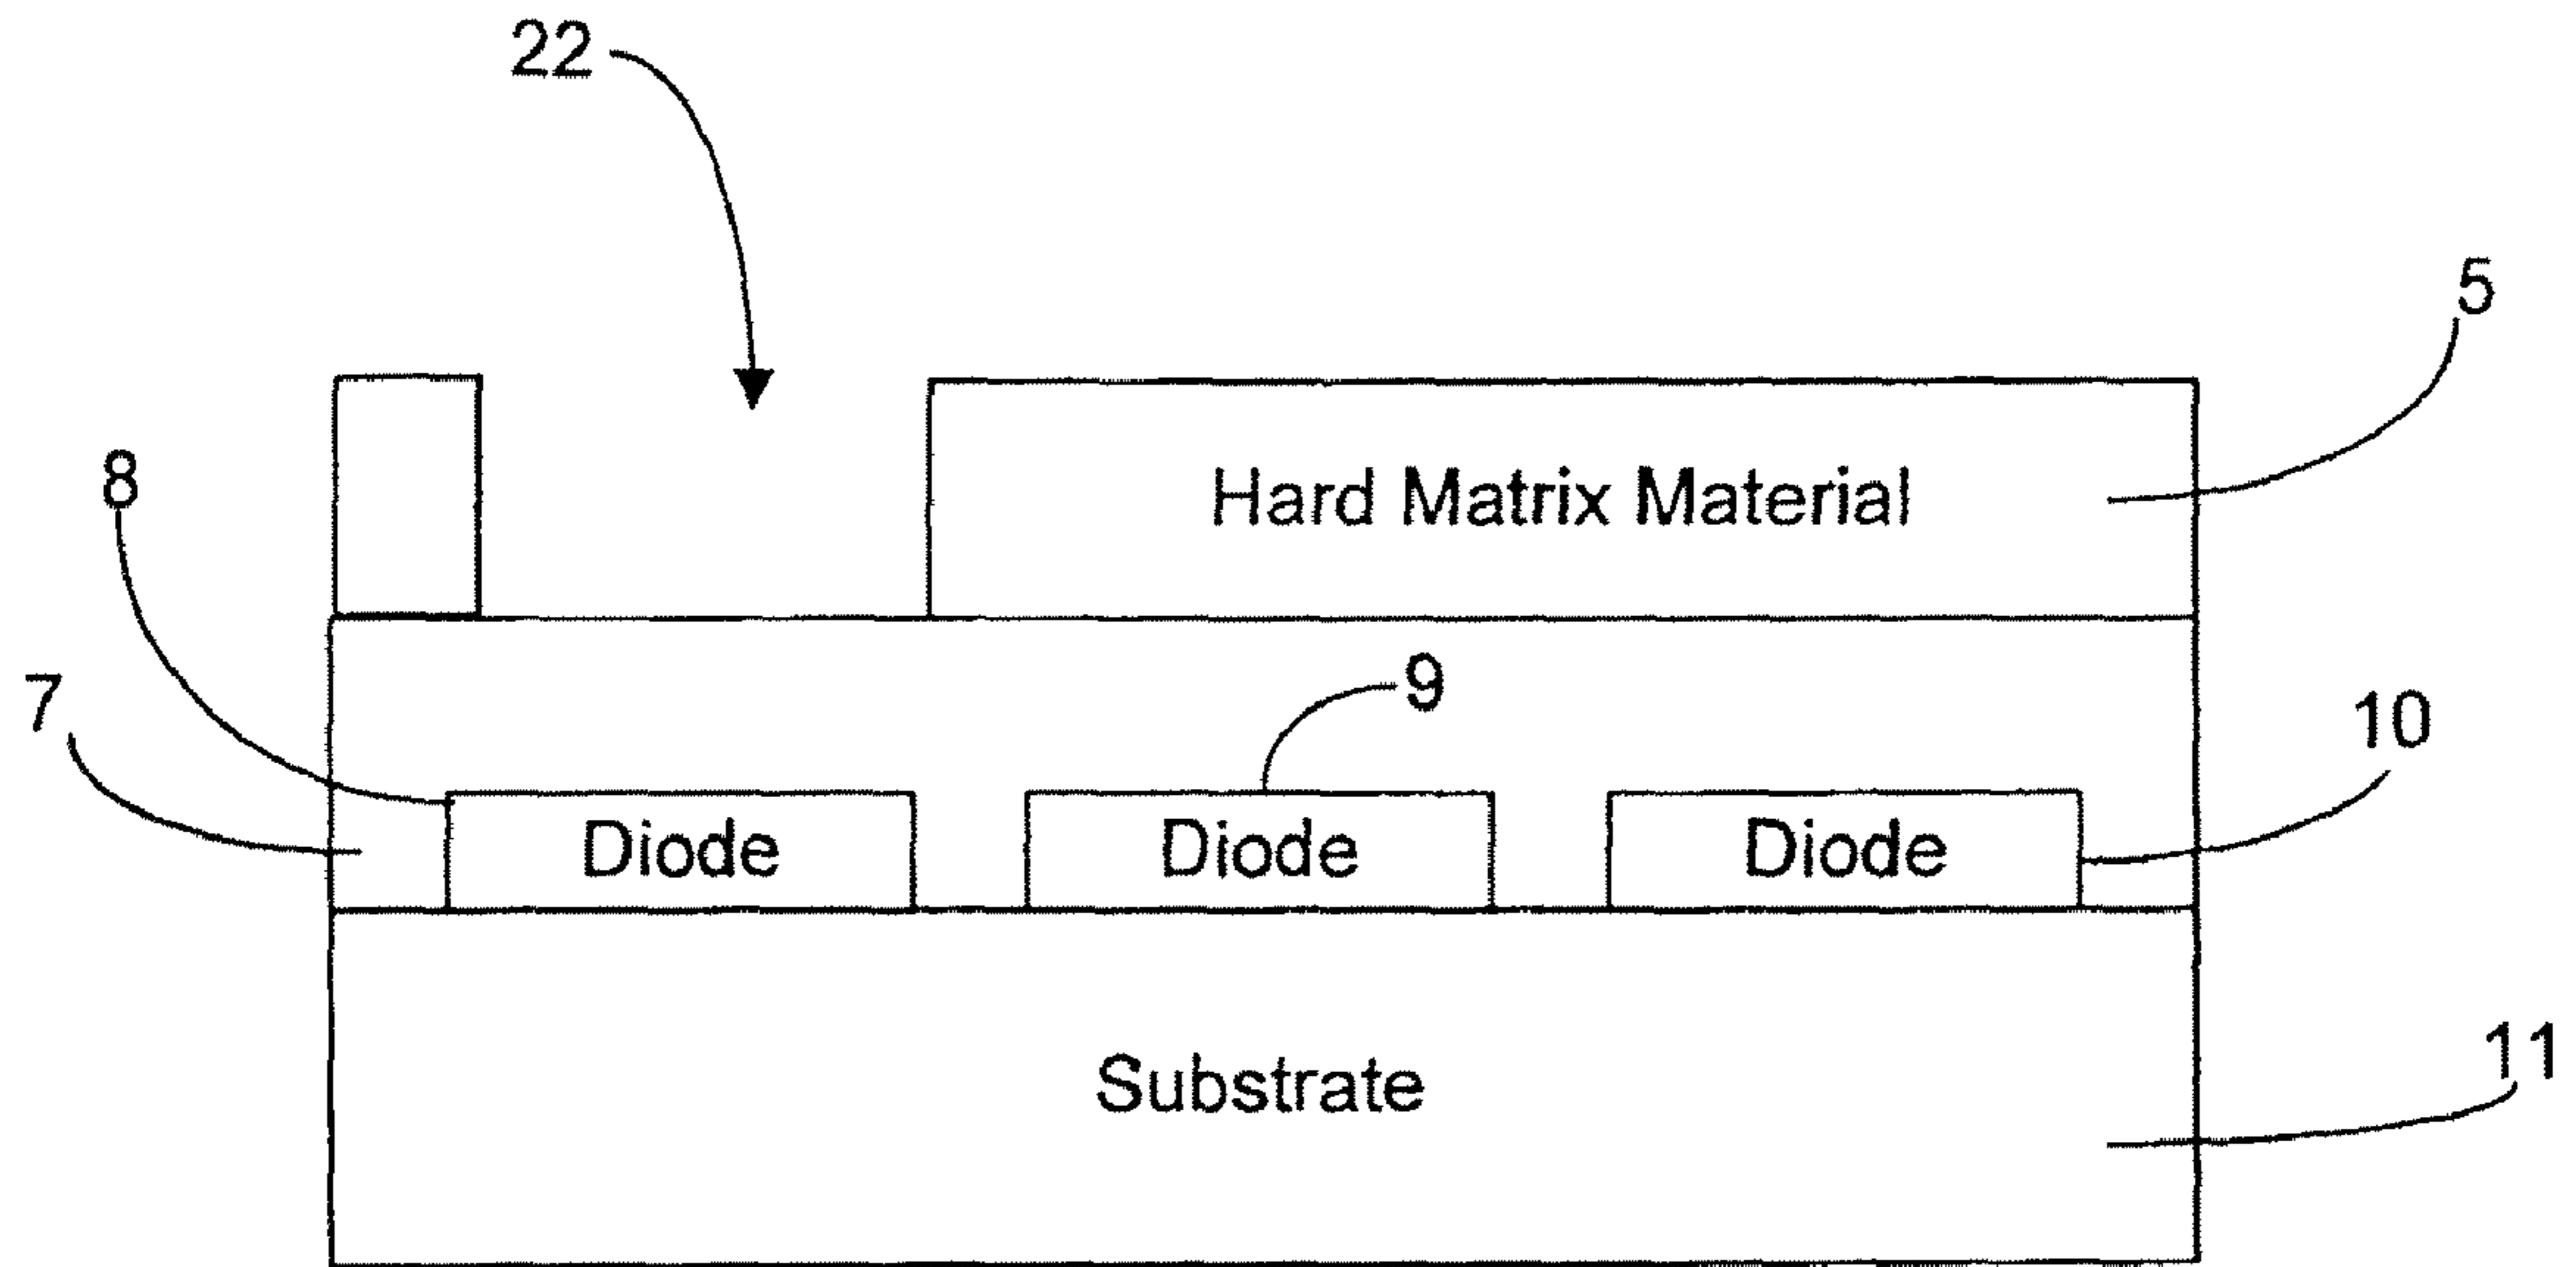 22
5
Hard Matrix Material
8
9
7
10
Diode Diode Diode
11
Substrate